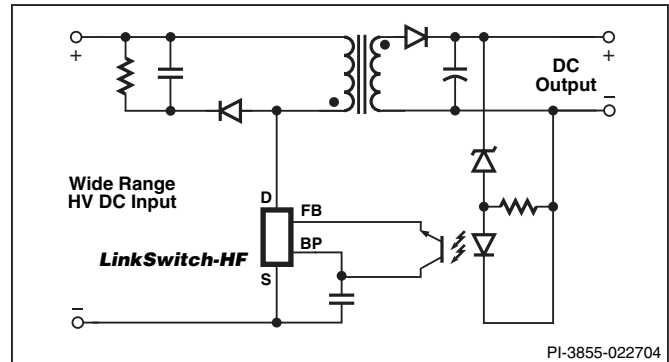 +
+
DC
Output
–
Wide Range
HV DC Input
D
FB
BP
LinkSwitch-HF
S
–
PI-3855-022704